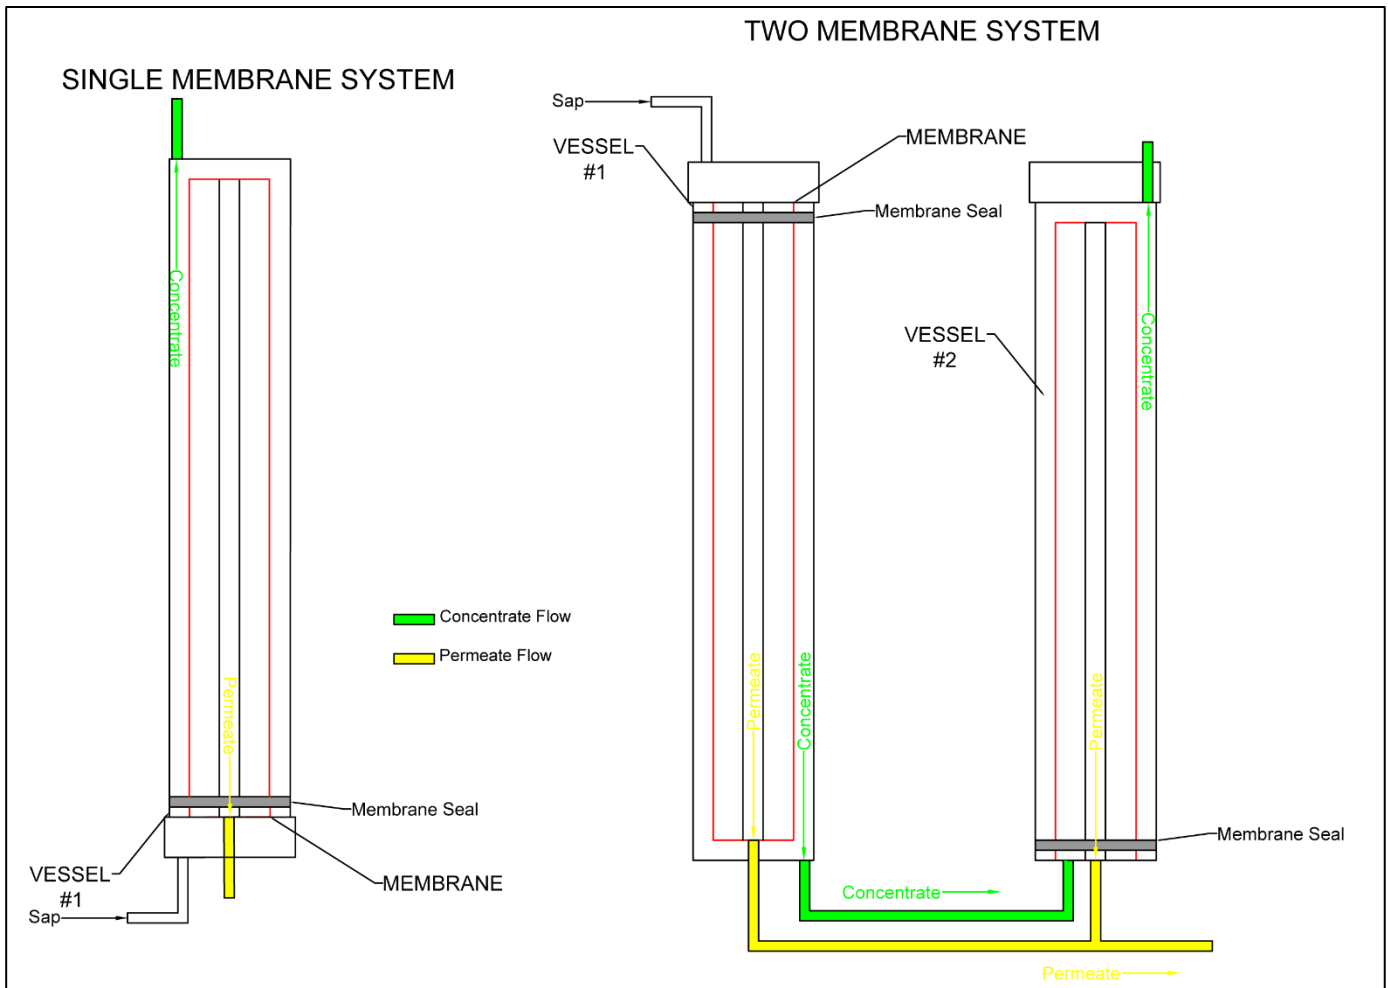 TWO MEMBRANE SYSTEM
SINGLE MEMBRANE SYSTEM
Sap
VESSEL
#1
MEMBRANE
Membrane Seal
Concentrate
VESSEL
#2
Concentrate
Concentrate Flow
Permeate Flow
Permeate
Permeate
Concentrate
Permeate
Membrane Seal
Membrane Seal
VESSEL
#1
MEMBRANE
Sap
Concentrate
Permeate